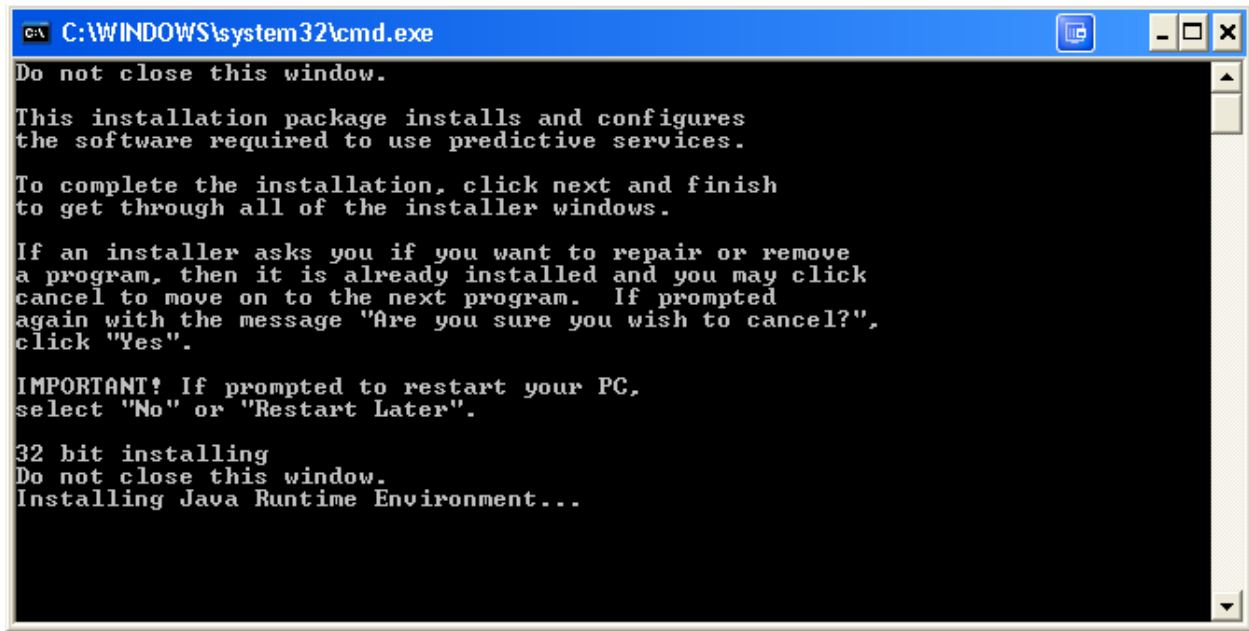 C:\WINDOWS\system32\cmd.exe
Do not close this window.
This installation package installs and configures
the software required to use predictive services.
To complete the installation, click next and finish
to get through all of the installer windows.
If an installer asks you if you want to repair or remove
a program, then it is already installed and you may click
cancel to move on to the next program.  If prompted
again with the message "Are you sure you wish to cancel?",
click "Yes".
IMPORTANT! If prompted to restart your PC,
select "No" or "Restart Later".
32 bit installing
Do not close this window.
Installing Java Runtime Environment...